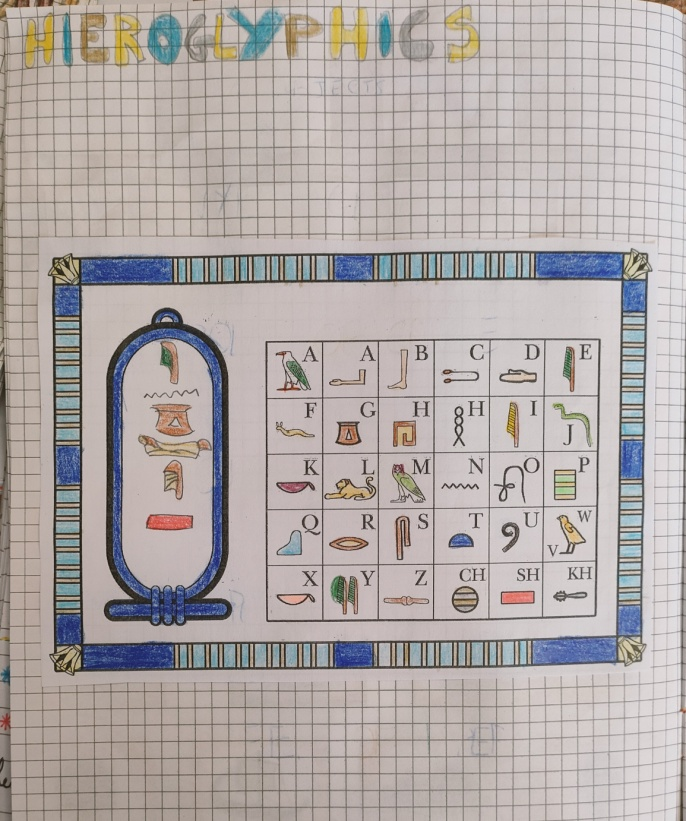 HIEROGLYPHICS
A A B C D E
F G H H I J
K L M N O P
Q R S T U V W
X Y Z CH SH KH